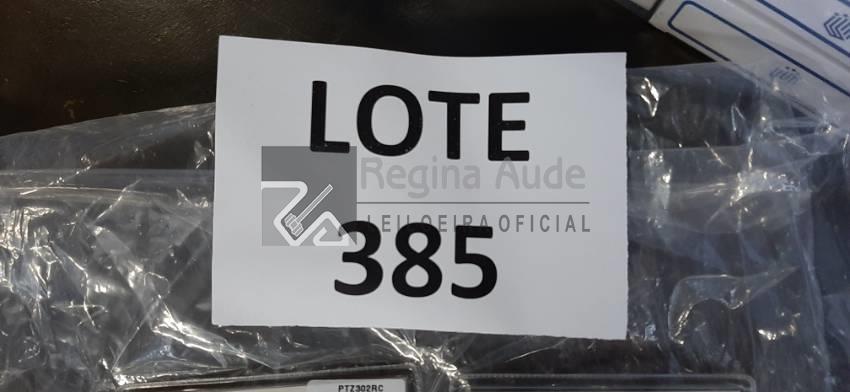 LOTE
Regina Aude
LEILOEIRA OFICIAL
385
PTZ302RC